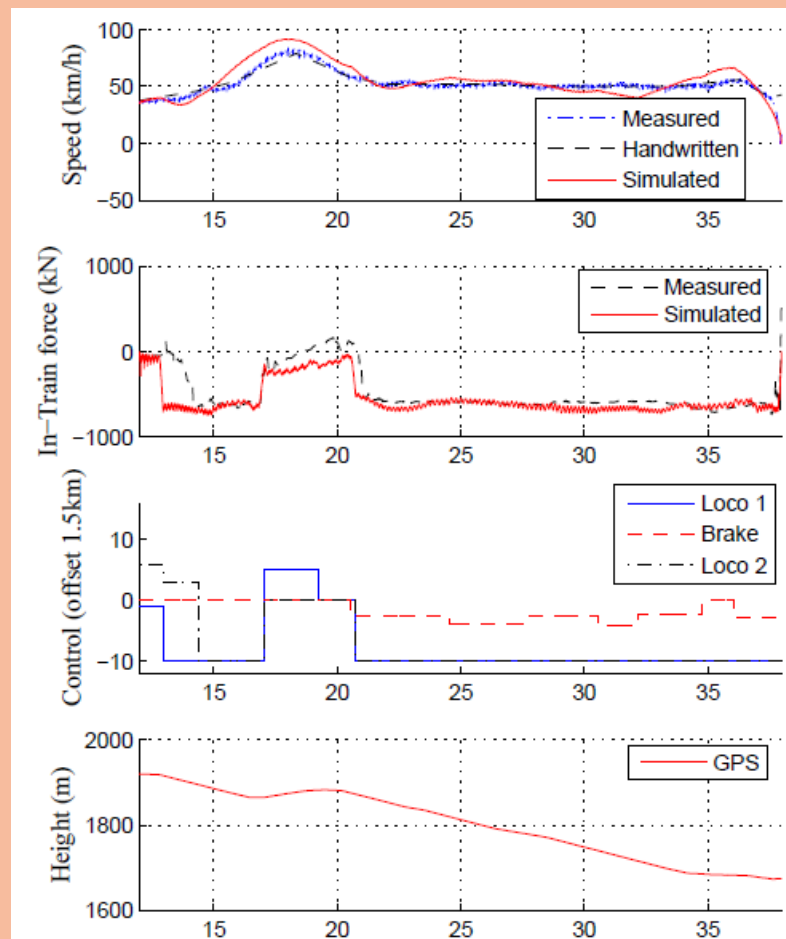 Speed (km/h)
100
50
0
−50
Measured
Handwritten
Simulated
15 20 25 30 35
In−Train force (kN)
1000
0
−1000
Measured
Simulated
15 20 25 30 35
Control (offset 1.5km)
10
0
−10
Loco 1
Brake
Loco 2
15 20 25 30 35
Height (m)
2000
1800
1600
GPS
15 20 25 30 35